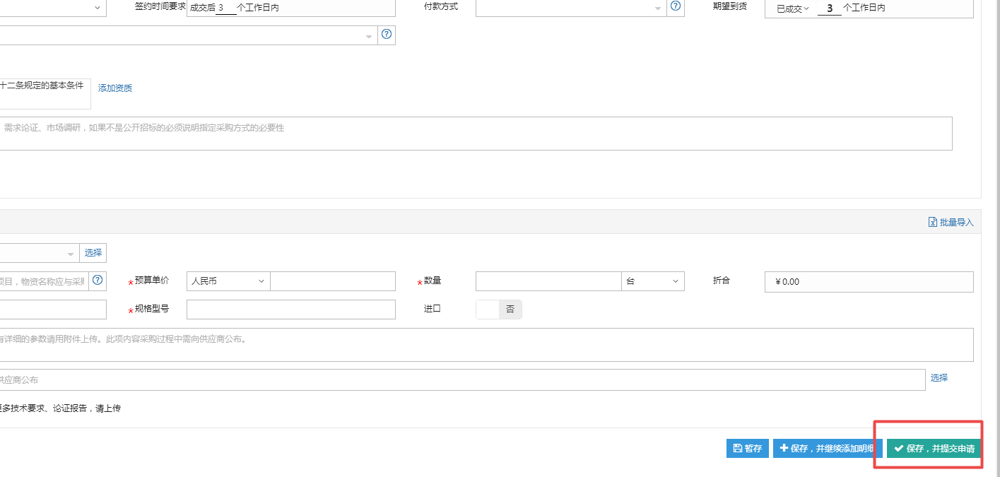 签约时间要求 成交后 3 个工作日内 付款方式 期望到货 已成交 3 个工作日内
十二条规定的基本条件 添加资质
需求论证、市场调研，如果不是公开招标的必须说明指定采购方式的必要性
批量导入
选择
项目，物资名称应与采购 * 预算单价 人民币 * 数量 台 折合 ￥0.00
* 规格型号 进口 否
有详细的参数请用附件上传。此项内容采购过程中需向供应商公布。
供应商公布 选择
更多技术要求、论证报告，请上传
暂存 保存，并继续添加明细 保存，并提交申请